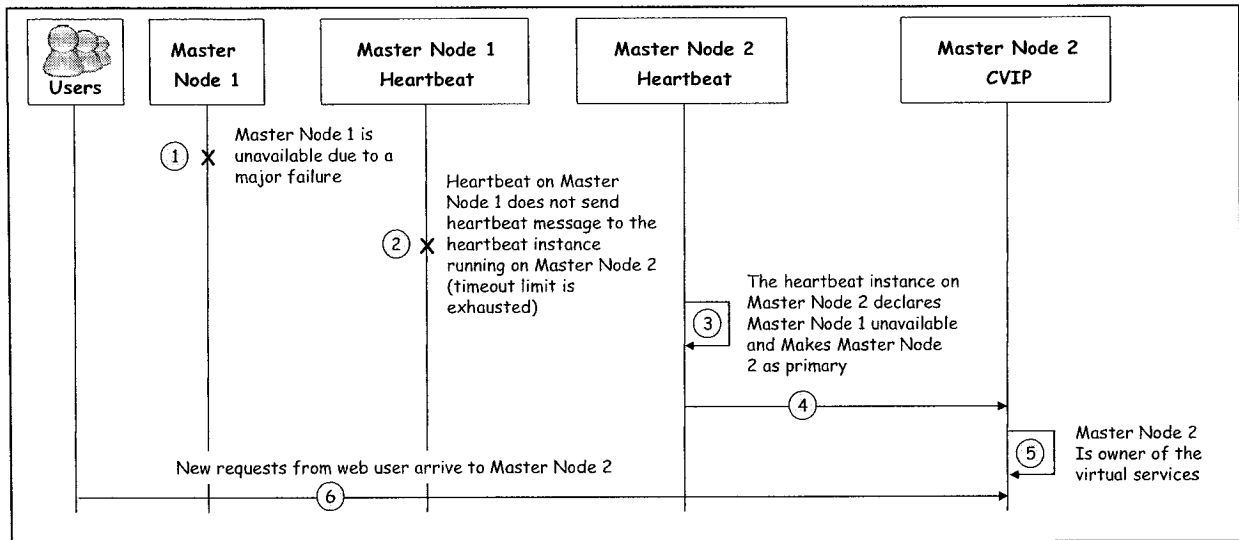 Users
Master
Node 1
Master Node 1
Heartbeat
Master Node 2
Heartbeat
Master Node 2
CVIP
1
Master Node 1 is
unavailable due to a
major failure
2
Heartbeat on Master
Node 1 does not send
heartbeat message to the
heartbeat instance
running on Master Node 2
(timeout limit is
exhausted)
3
The heartbeat instance on
Master Node 2 declares
Master Node 1 unavailable
and Makes Master Node
2 as primary
4
5
Master Node 2
Is owner of the
virtual services
New requests from web user arrive to Master Node 2
6